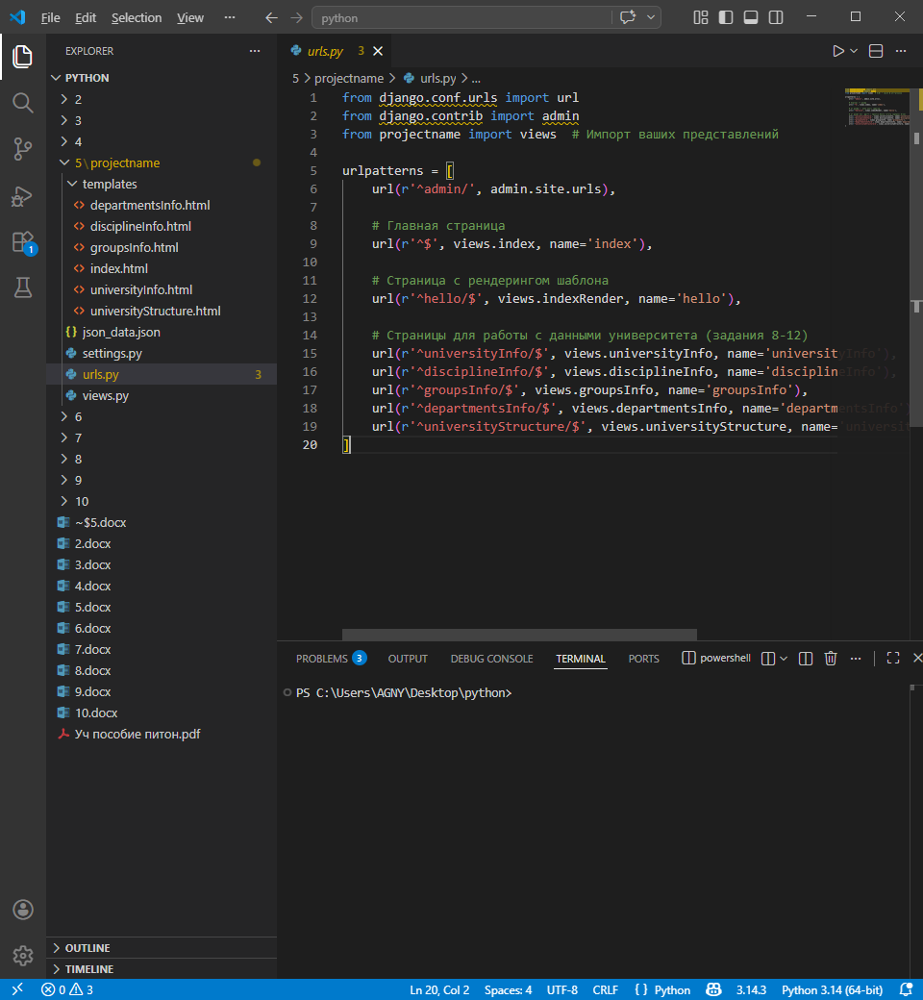 File Edit Selection View ··· python
EXPLORER ···
PYTHON
2
3
4
5\projectname
templates
departmentsInfo.html
disciplineInfo.html
groupsInfo.html
index.html
universityInfo.html
universityStructure.html
{} json_data.json
settings.py
urls.py 3
views.py
6
7
8
9
10
~$5.docx
2.docx
3.docx
4.docx
5.docx
6.docx
7.docx
8.docx
9.docx
10.docx
Уч пособие питон.pdf
OUTLINE
TIMELINE
1
urls.py 3
5 > projectname > urls.py > ...
1 from django.conf.urls import url
2 from django.contrib import admin
3 from projectname import views # Импорт ваших представлений
4
5 urlpatterns = [
6 url(r'^admin/', admin.site.urls),
7
8 # Главная страница
9 url(r'^$', views.index, name='index'),
10
11 # Страница с рендерингом шаблона
12 url(r'^hello/$', views.indexRender, name='hello'),
13
14 # Страницы для работы с данными университета (задания 8-12)
15 url(r'^universityInfo/$', views.universityInfo, name='universityInfo'),
16 url(r'^disciplineInfo/$', views.disciplineInfo, name='disciplineInfo'),
17 url(r'^groupsInfo/$', views.groupsInfo, name='groupsInfo'),
18 url(r'^departmentsInfo/$', views.departmentsInfo, name='departmentsInfo'
19 url(r'^universityStructure/$', views.universityStructure, name='universit
20 ]
PROBLEMS 3 OUTPUT DEBUG CONSOLE TERMINAL PORTS powershell
PS C:\Users\AGNY\Desktop\python>
0 3 Ln 20, Col 2 Spaces: 4 UTF-8 CRLF {} Python 3.14.3 Python 3.14 (64-bit)